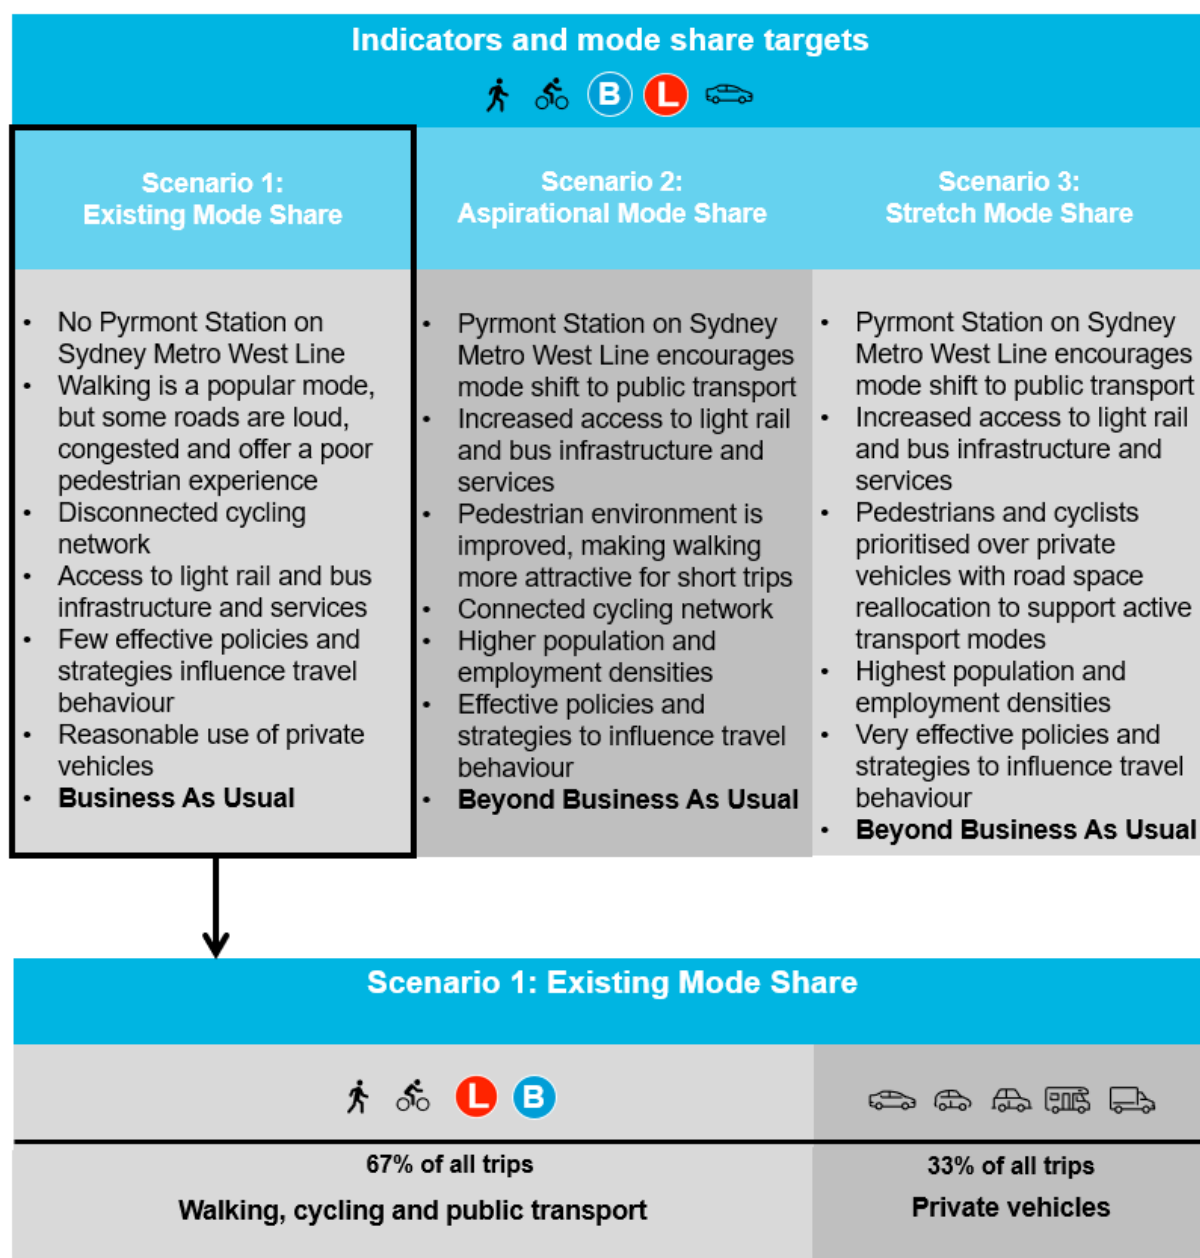 Indicators and mode share targets
B L
Scenario 1:
Existing Mode Share
• No Pyrmont Station on
Sydney Metro West Line
• Walking is a popular mode,
but some roads are loud,
congested and offer a poor
pedestrian experience
• Disconnected cycling
network
• Access to light rail and bus
infrastructure and services
• Few effective policies and
strategies influence travel
behaviour
• Reasonable use of private
vehicles
• Business As Usual
Scenario 2:
Aspirational Mode Share
• Pyrmont Station on Sydney
Metro West Line encourages
mode shift to public transport
• Increased access to light rail
and bus infrastructure and
services
• Pedestrian environment is
improved, making walking
more attractive for short trips
• Connected cycling network
• Higher population and
employment densities
• Effective policies and
strategies to influence travel
behaviour
• Beyond Business As Usual
Scenario 3:
Stretch Mode Share
• Pyrmont Station on Sydney
Metro West Line encourages
mode shift to public transport
• Increased access to light rail
and bus infrastructure and
services
• Pedestrians and cyclists
prioritised over private
vehicles with road space
reallocation to support active
transport modes
• Highest population and
employment densities
• Very effective policies and
strategies to influence travel
behaviour
• Beyond Business As Usual
Scenario 1: Existing Mode Share
L B
67% of all trips
Walking, cycling and public transport
33% of all trips
Private vehicles